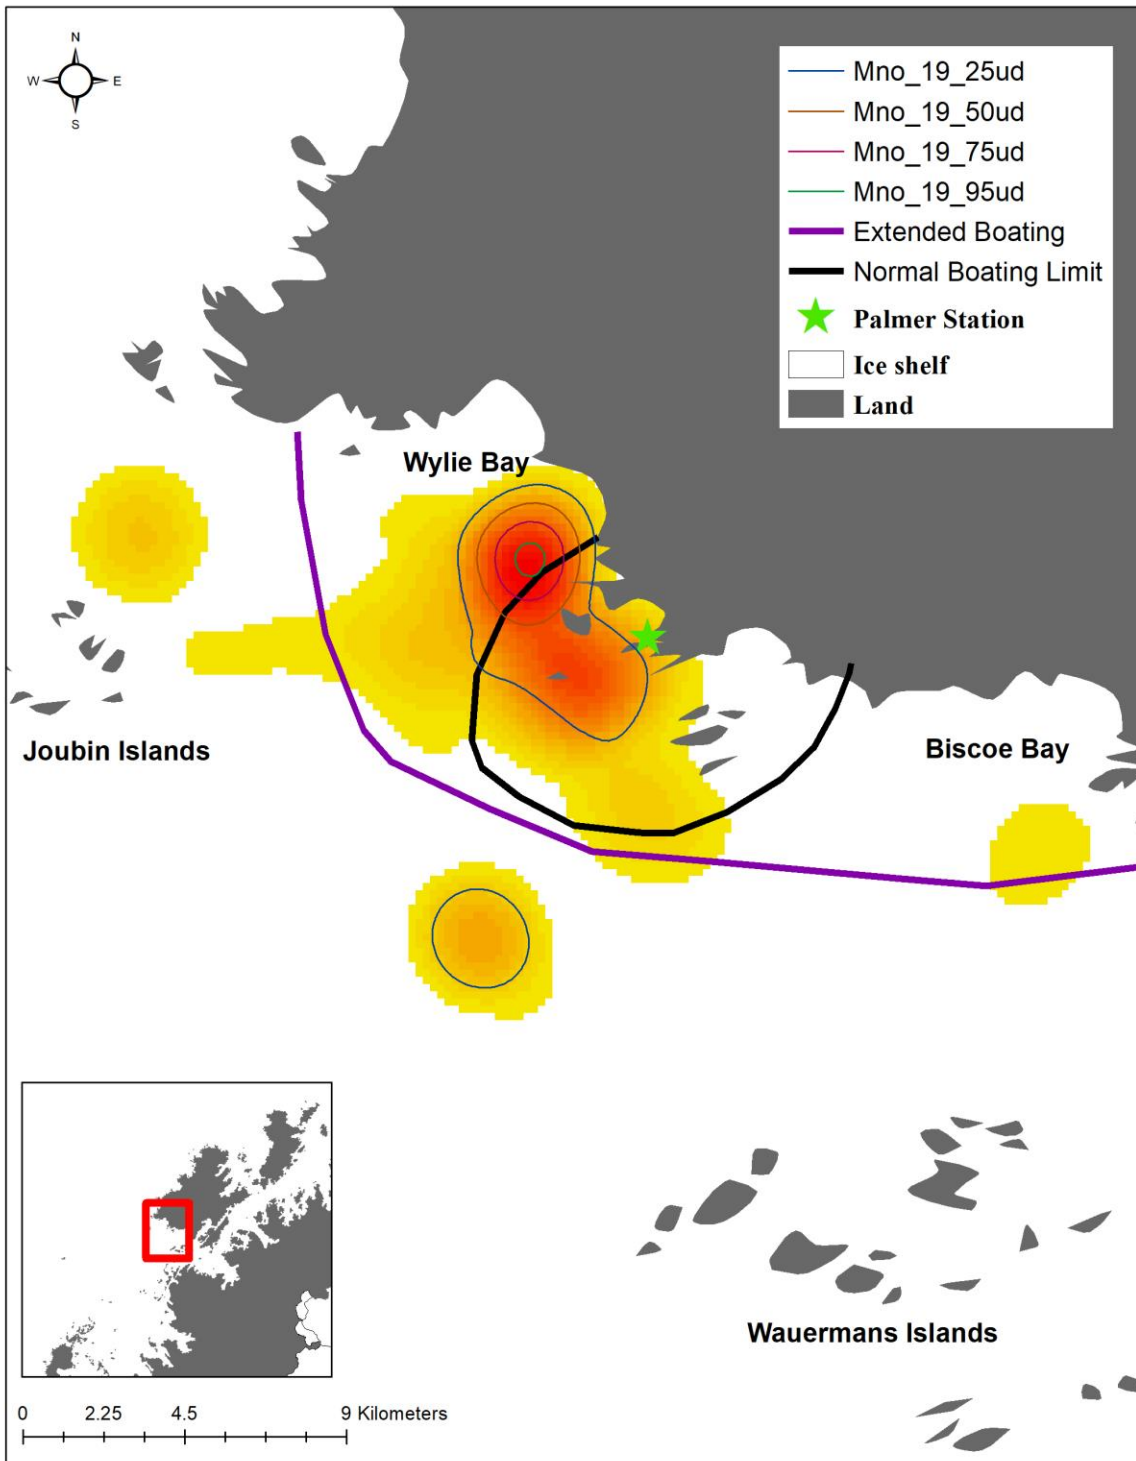 N
W E
S
Mno_19_25ud
Mno_19_50ud
Mno_19_75ud
Mno_19_95ud
Extended Boating
Normal Boating Limit
Palmer Station
Ice shelf
Land
Wylie Bay
Joubin Islands
Biscoe Bay
Wauermans Islands
0 2.25 4.5 9 Kilometers